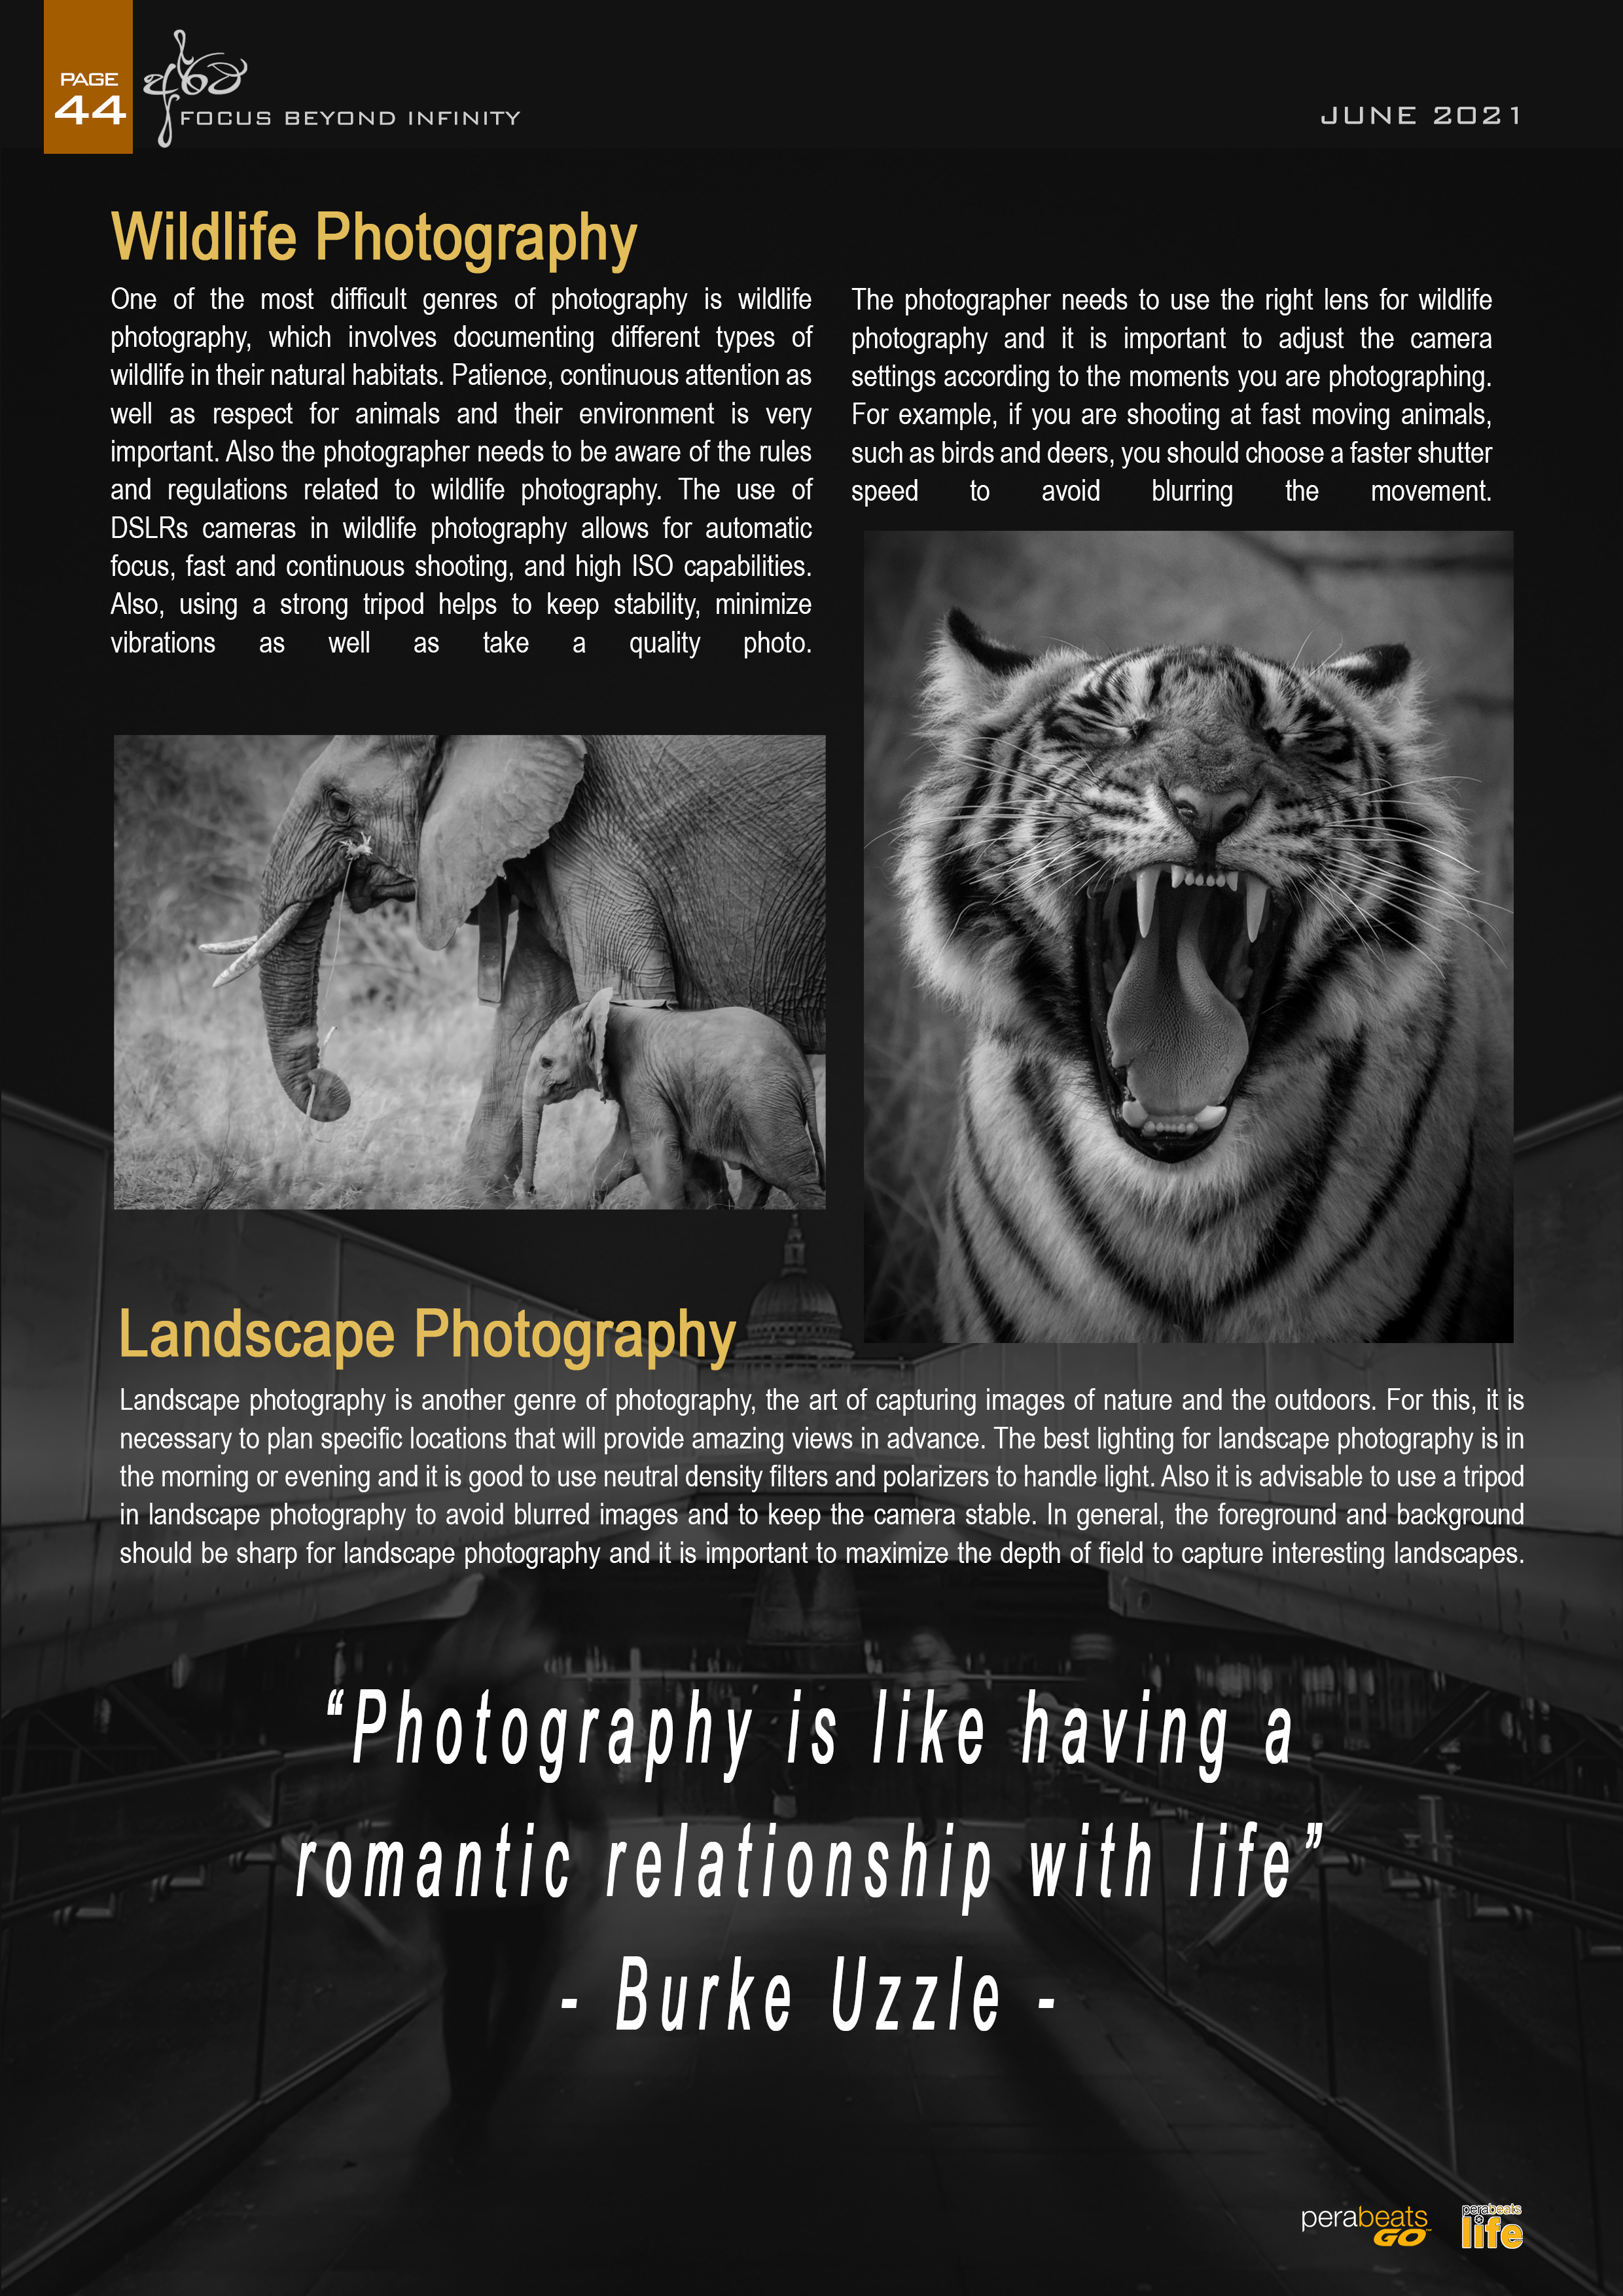 PAGE
44
FOCUS BEYOND INFINITY
JUNE 2021
Wildlife Photography
One of the most difficult genres of photography is wildlife
photography, which involves documenting different types of
wildlife in their natural habitats. Patience, continuous attention as
well as respect for animals and their environment is very
important. Also the photographer needs to be aware of the rules
and regulations related to wildlife photography. The use of
DSLRs cameras in wildlife photography allows for automatic
focus, fast and continuous shooting, and high ISO capabilities.
Also, using a strong tripod helps to keep stability, minimize
vibrations as well as take a quality photo.
The photographer needs to use the right lens for wildlife
photography and it is important to adjust the camera
settings according to the moments you are photographing.
For example, if you are shooting at fast moving animals,
such as birds and deers, you should choose a faster shutter
speed to avoid blurring the movement.
Landscape Photography
Landscape photography is another genre of photography, the art of capturing images of nature and the outdoors. For this, it is
necessary to plan specific locations that will provide amazing views in advance. The best lighting for landscape photography is in
the morning or evening and it is good to use neutral density filters and polarizers to handle light. Also it is advisable to use a tripod
in landscape photography to avoid blurred images and to keep the camera stable. In general, the foreground and background
should be sharp for landscape photography and it is important to maximize the depth of field to capture interesting landscapes.
“Photography is like having a
romantic relationship with life”
- Burke Uzzle -
perabeats
GO
perabeats
life